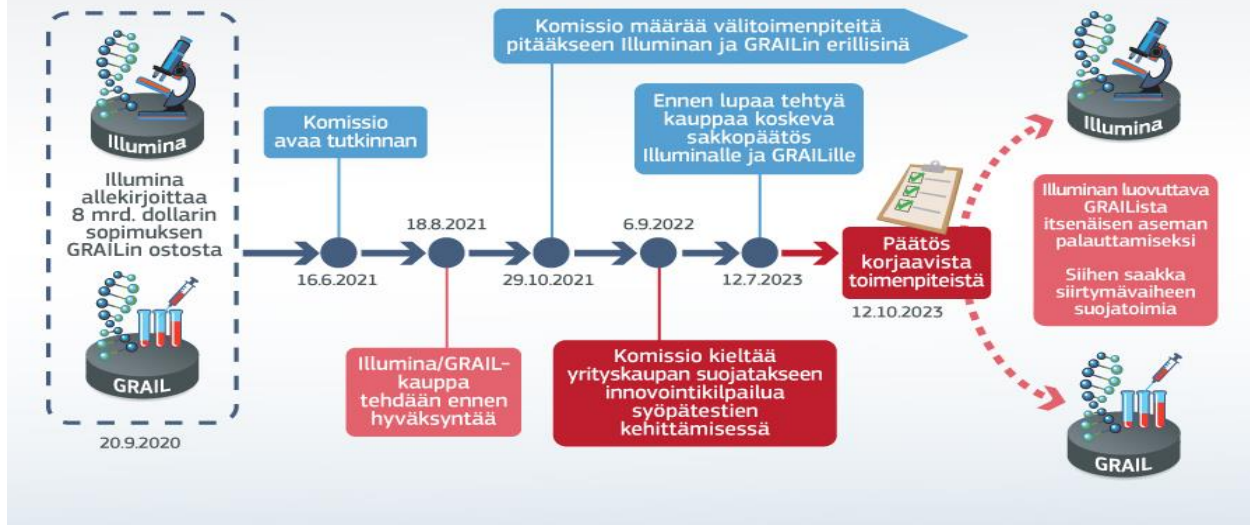 Illumina
Illumina
allekirjoittaa
8 mrd. dollarin
sopimuksen
GRAILin ostosta
GRAIL
20.9.2020
Komissio
avaa tutkinnan
16.6.2021
18.8.2021
Illumina/GRAIL-
kauppa
tehdään ennen
hyväksyntää
Komissio määrää välitoimenpiteitä
pitääkseen Illuminan ja GRAILin erillisinä
29.10.2021
6.9.2022
Komissio kieltää
yrityskaupan suojatakseen
innovointikilpailua
syöpätestien
kehittämisessä
Ennen lupaa tehtyä
kauppaa koskeva
sakkopäätös
Illuminalle ja GRAILille
12.7.2023
Päätös
korjaavista
toimenpiteistä
12.10.2023
Illumina
Illuminan luovuttava
GRAILista
itsenäisen aseman
palauttamiseksi
Siihen saakka
siirtymävaiheen
suojatoimia
GRAIL